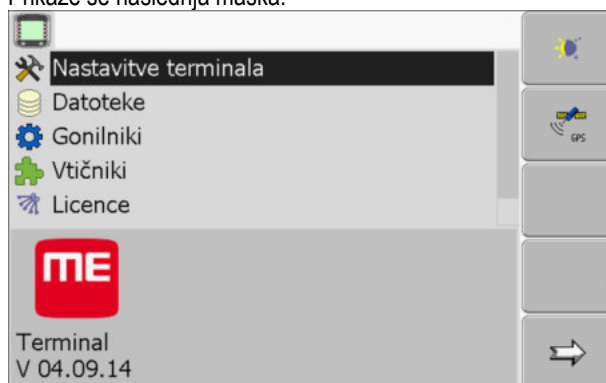 Prikaže se naslednja maska:
Nastavitve terminala
Datoteke
Gonilniki
GPS
Vtičniki
Licence
ME
Terminal
V 04.09.14